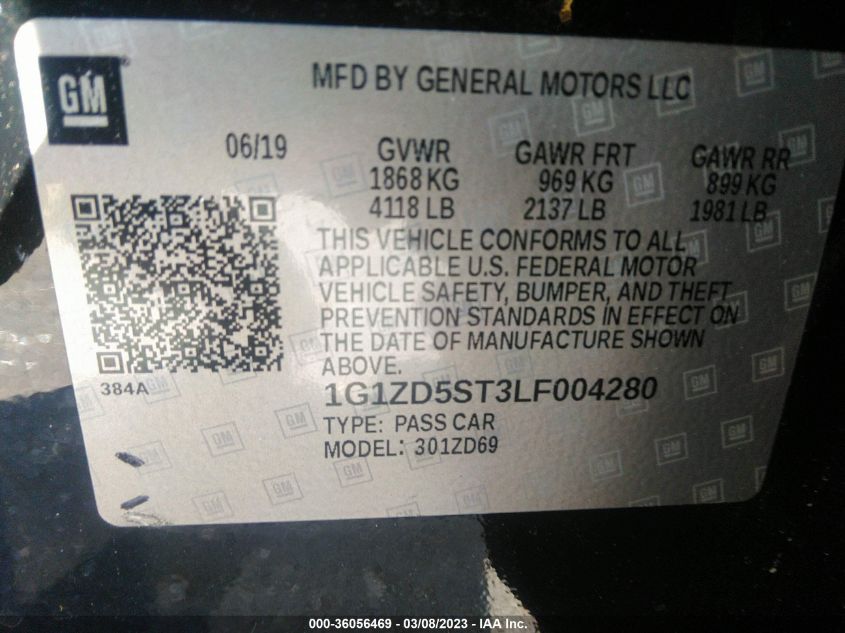 GM
MFD BY GENERAL MOTORS LLC
06/19 GVWR GAWR FRT GAWR RR
1868 KG 969 KG 899 KG
4118 LB 2137 LB 1981 LB
THIS VEHICLE CONFORMS TO ALL
APPLICABLE U.S. FEDERAL MOTOR
VEHICLE SAFETY, BUMPER, AND THEFT
PREVENTION STANDARDS IN EFFECT ON
THE DATE OF MANUFACTURE SHOWN
ABOVE.
384A
1G1ZD5ST3LF004280
TYPE: PASS CAR
MODEL: 301ZD69
000-36056469 - 03/08/2023 - IAA Inc.